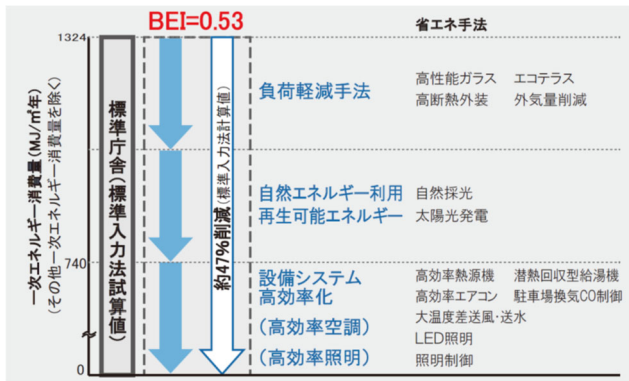 BEI=0.53
省エネ手法
1324
740
0
一次エネルギー消費量(MJ/㎡年)
(その他一次エネルギー消費量を除く)
標準庁舎(標準入力法試算値)
約47%削減(標準入力法計算値)
負荷軽減手法
高性能ガラス エコテラス
高断熱外装 外気量削減
自然エネルギー利用
再生可能エネルギー
自然採光
太陽光発電
設備システム
高効率化
(高効率空調)
(高効率照明)
高効率熱源機 潜熱回収型給湯機
高効率エアコン 駐車場換気CO制御
大温度差送風・送水
LED照明
照明制御